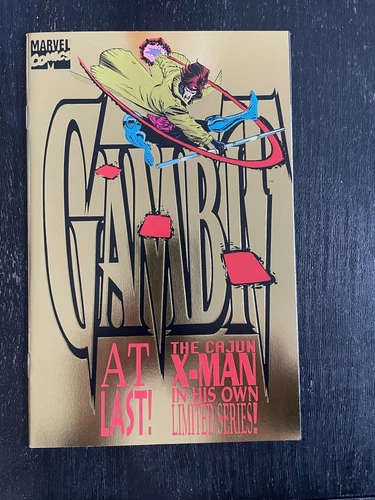 MARVEL
COMICS
GAMBIT
AT
LAST!
THE CAJUN
X-MAN
IN HIS OWN
LIMITED SERIES!